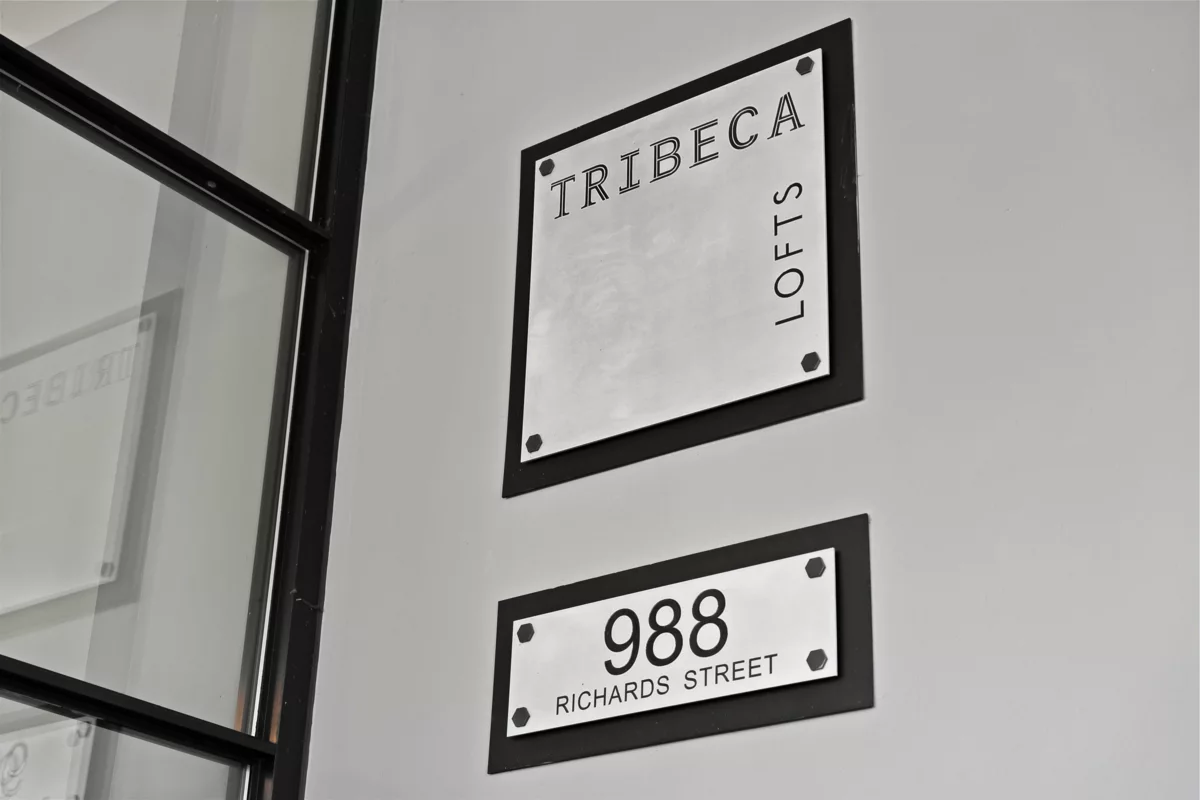 TRIBECA
LOFTS
988
RICHARDS STREET